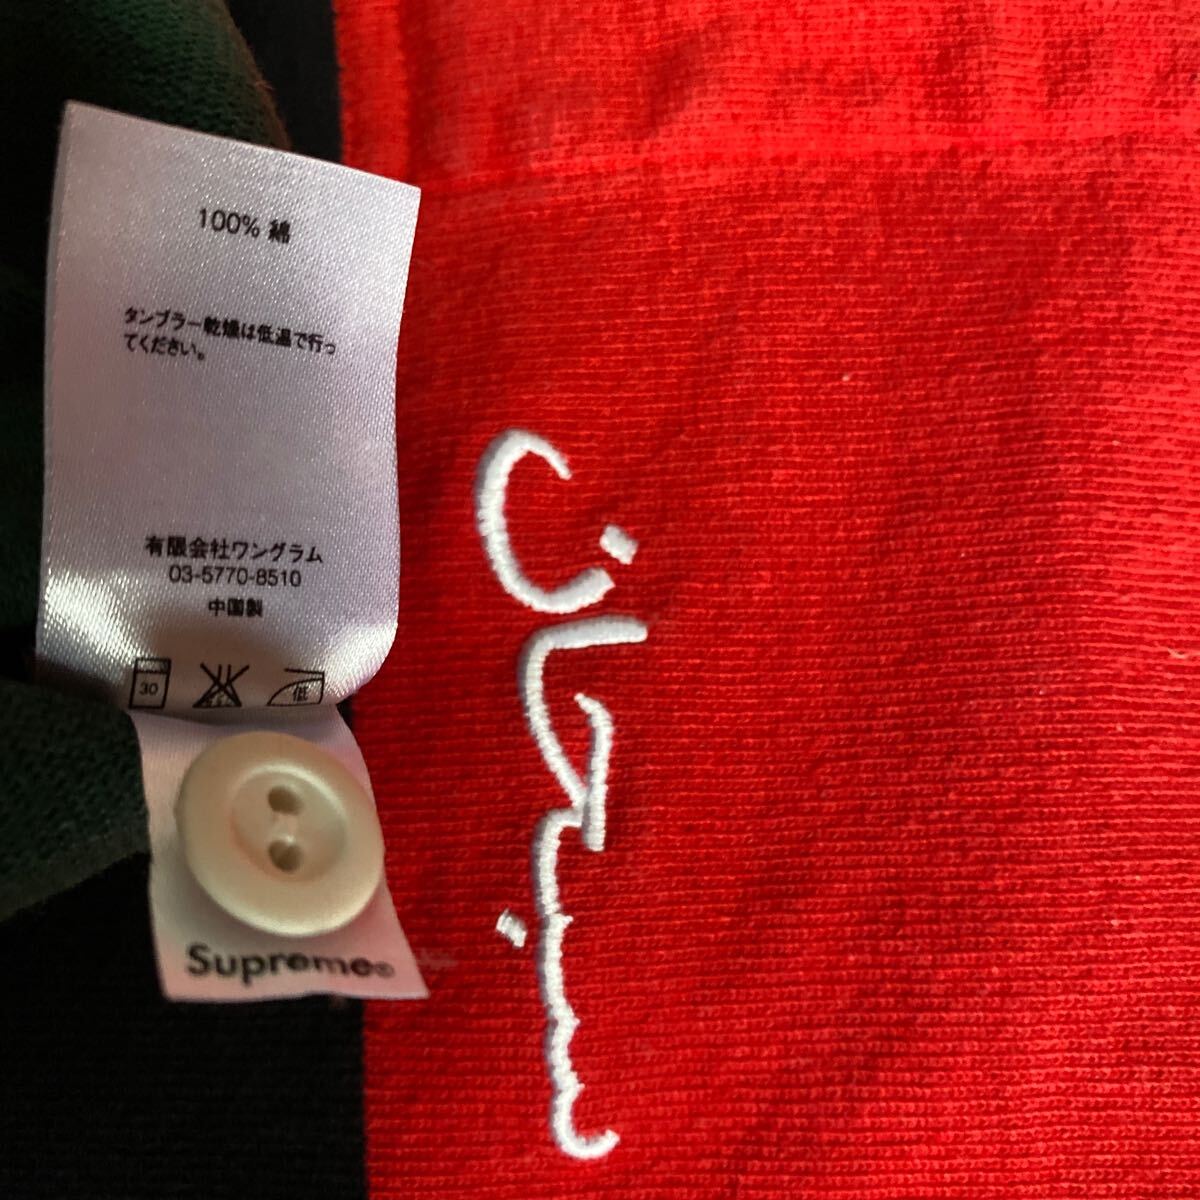 100% 綿
タンブラー乾燥は低温で行っ
てください。
有限会社ワングラム
03-5770-8510
中国製
30
低
Supreme®
سبحان